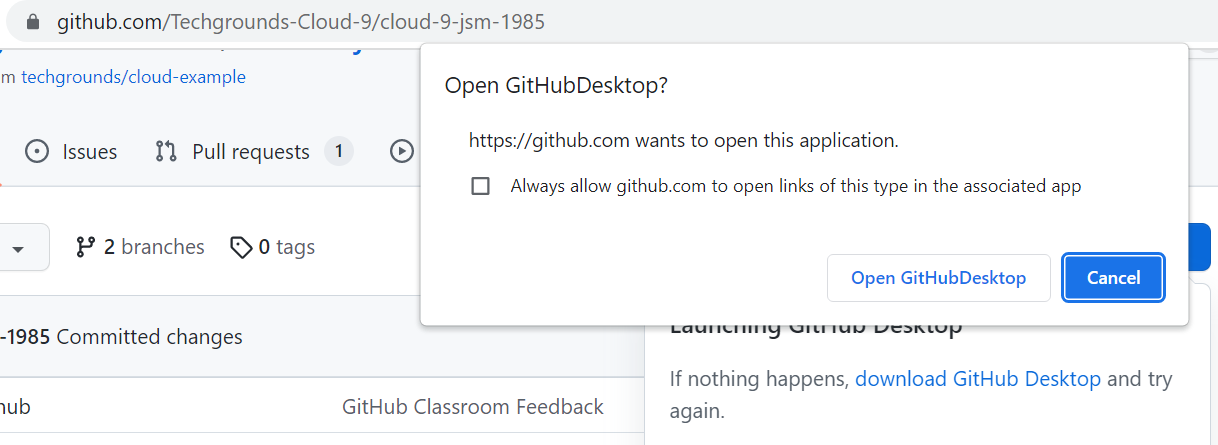 github.com/Techgrounds-Cloud-9/cloud-9-jsm-1985
m techgrounds/cloud-example
Open GitHubDesktop?
https://github.com wants to open this application.
Issues Pull requests 1
Always allow github.com to open links of this type in the associated app
2 branches 0 tags
Open GitHubDesktop Cancel
-1985 Committed changes
Launching GitHub Desktop
If nothing happens, download GitHub Desktop and try
again.
hub GitHub Classroom Feedback